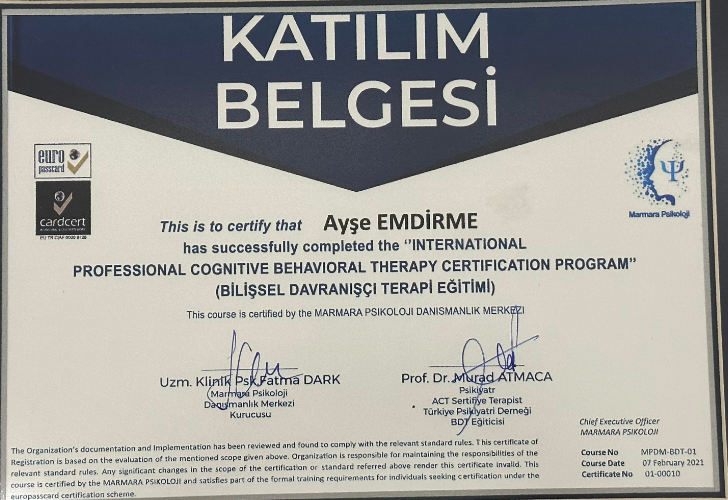 KATILIM
BELGESİ
euro
passcard
cardcert
Marmara Psikoloji
This is to certify that Ayşe EMDİRME
has successfully completed the ‘‘INTERNATIONAL
PROFESSIONAL COGNITIVE BEHAVIORAL THERAPY CERTIFICATION PROGRAM’’
(BİLİŞSEL DAVRANIŞÇI TERAPİ EĞİTİMİ)
This course is certified by the MARMARA PSIKOLOJI DANISMANLIK MERKEZI
Uzm. Klinik Psk Fatma DARK
Marmara Psikoloji
Danışmanlık Merkezi
Kurucusu
Prof. Dr. Murad ATMACA
Psikiyatr
ACT Sertifiye Terapist
Türkiye Psikiyatri Derneği
BDT Eğiticisi
Chief Executive Officer
MARMARA PSIKOLOJI
The Organization's documentation and Implementation has been reviewed and found to comply with the relevant standard rules. This certificate of
Registration is based on the evaluation of the mentioned scope given above. Organization is responsible for maintaining the responsibilities of the
relevant standard rules. Any significant changes in the scope of the certification or standard referred above render this certificate invalid. This
course is certified by the MARMARA PSIKOLOJI and satisfies part of the formal training requirements for individuals seeking certification under the
europasscard certification scheme.
Course No MPDM-BDT-01
Course Date 07 February 2021
Certificate No 01-00010